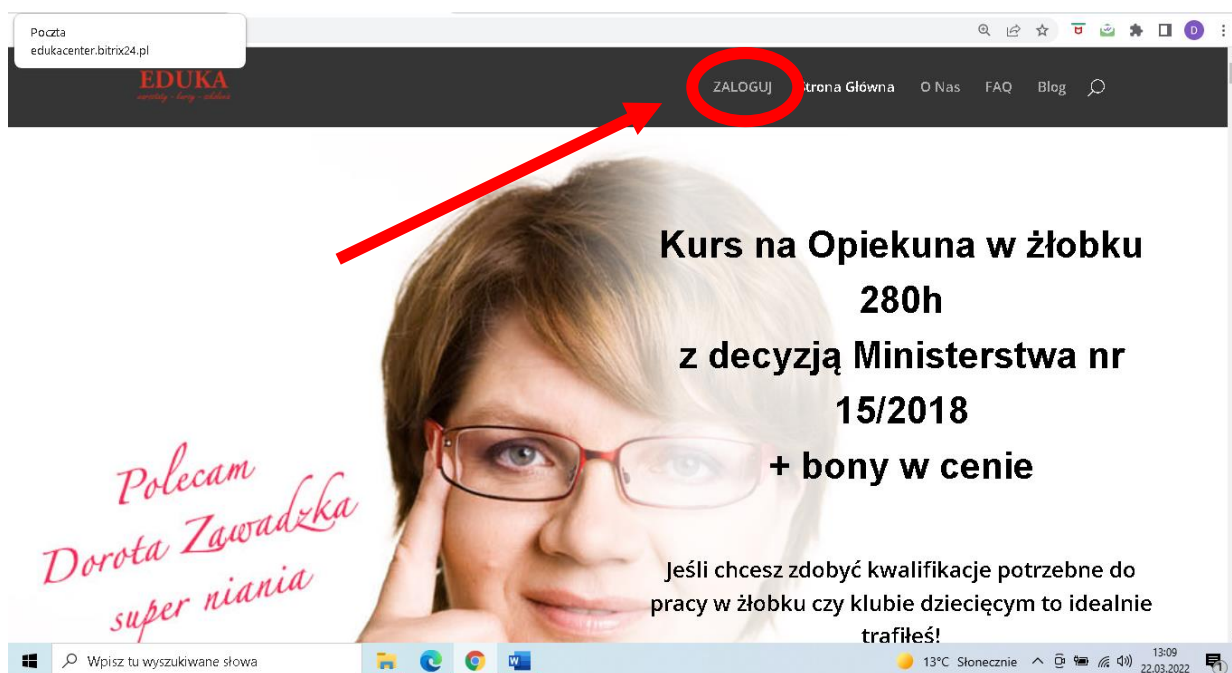 Poczta
edukacenter.bitrix24.pl
D
EDUKA
ZALOGUJ Strona Główna O Nas FAQ Blog
Kurs na Opiekuna w żłobku
280h
z decyzją Ministerstwa nr
15/2018
+ bony w cenie
Polecam
Dorota Zawadzka
super niania
Jeśli chcesz zdobyć kwalifikacje potrzebne do
pracy w żłobku czy klubie dziecięcym to idealnie
trafiłeś!
Wpisz tu wyszukiwane słowa
13°C Słonecznie
13:09
22.03.2022
1